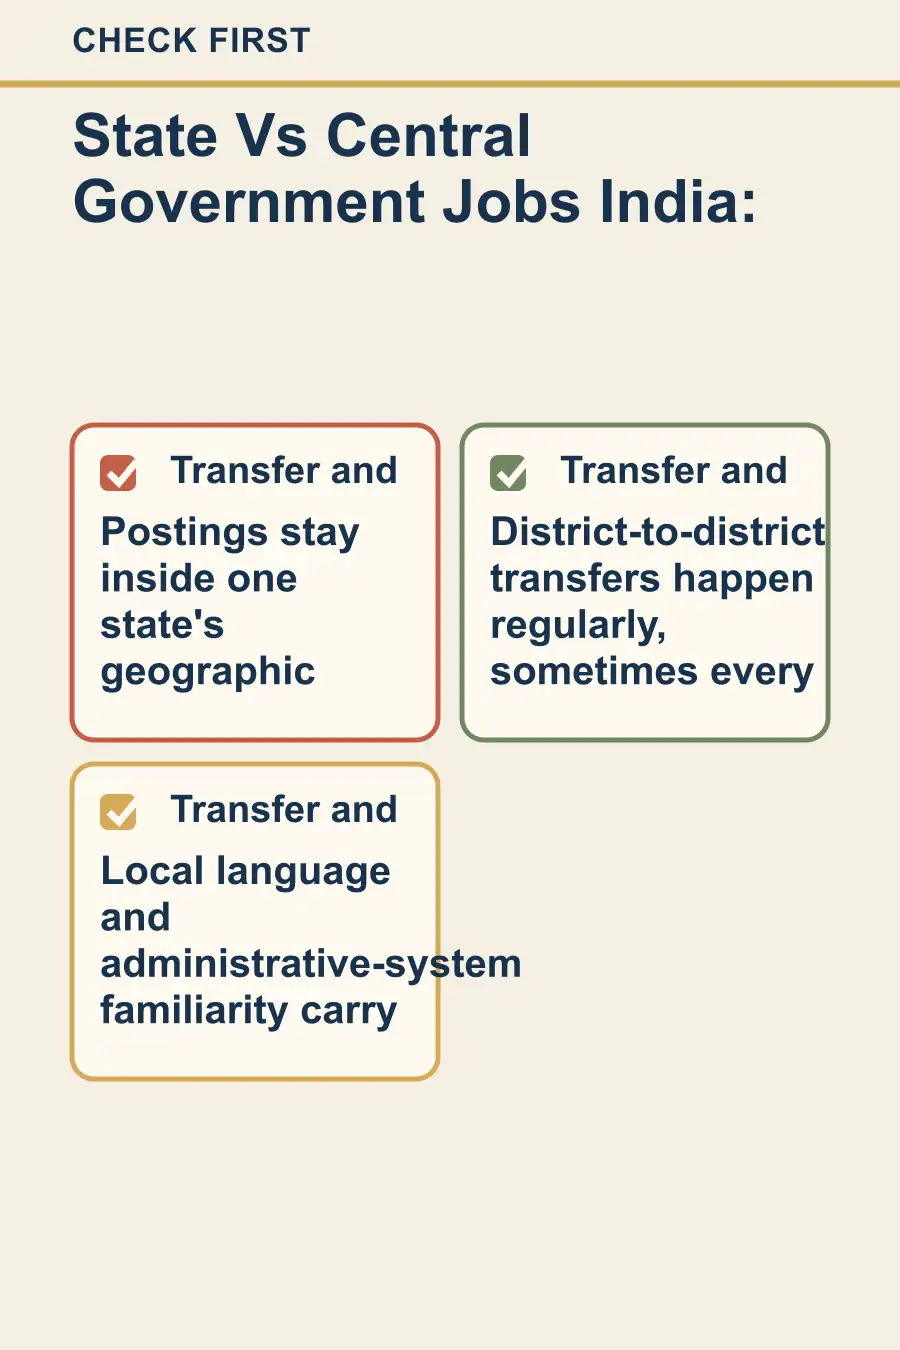 CHECK FIRST
State Vs Central
Government Jobs India:
Transfer and
Postings stay
inside one
state's
geographic
Transfer and
District-to-district
transfers happen
regularly,
sometimes every
Transfer and
Local language
and
administrative-system
familiarity carry